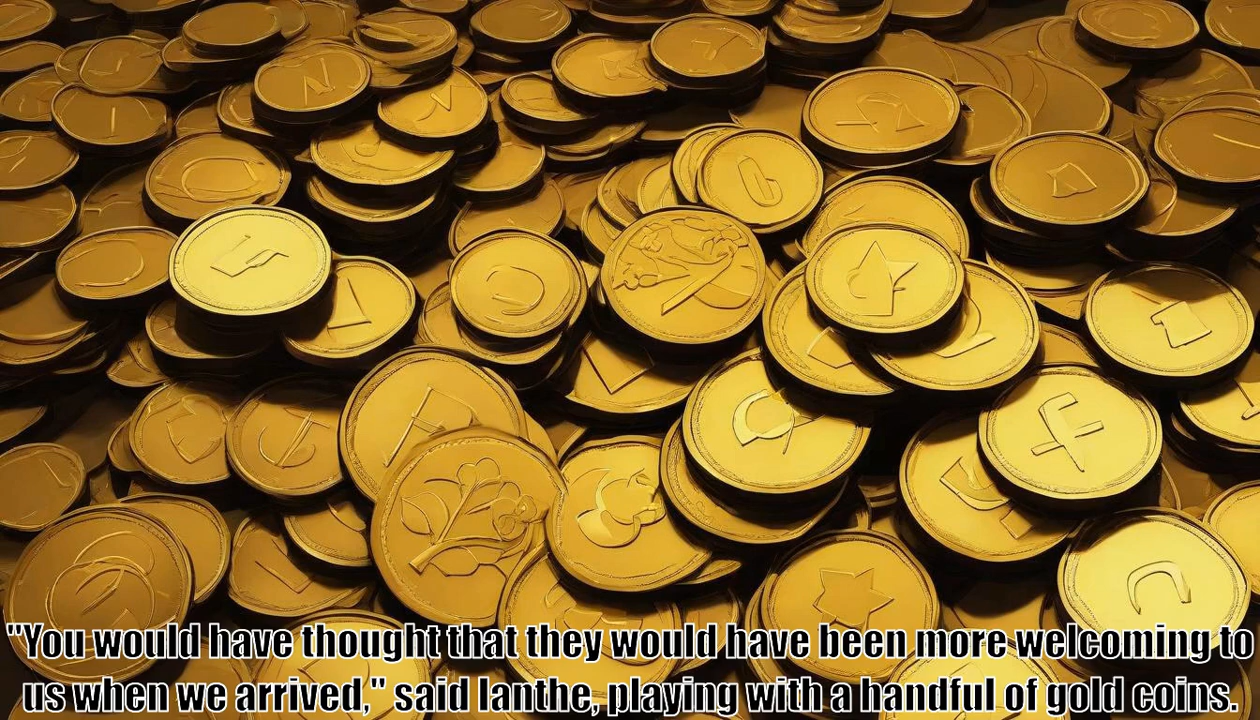 "You would have thought that they would have been more welcoming to
us when we arrived," said Ianthe, playing with a handful of gold coins.